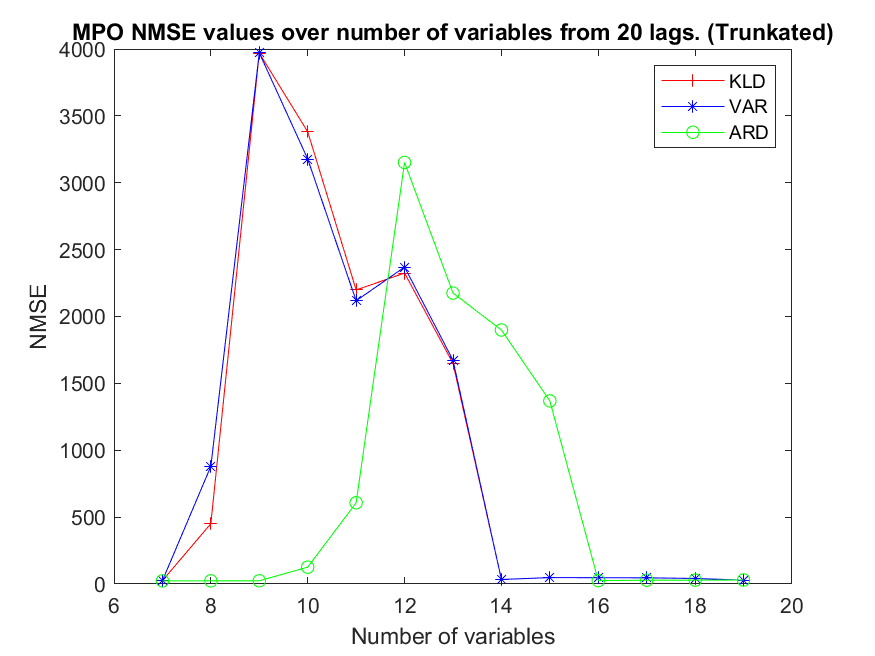 MPO NMSE values over number of variables from 20 lags. (Trunkated)
KLD
VAR
ARD
4000
3500
3000
2500
2000
1500
1000
500
0
NMSE
6 8 10 12 14 16 18 20
Number of variables